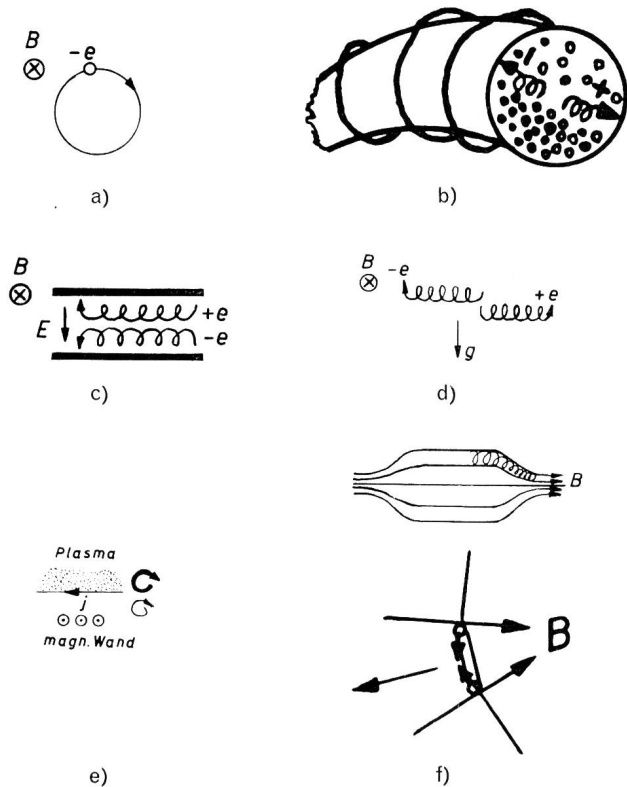 B
⊗
-e
a)
-
+
b)
B
⊗
E
+e
-e
c)
B
⊗
-e
+e
g
d)
Plasma
j
⊙ ⊙ ⊙
magn. Wand
e)
B
B
f)